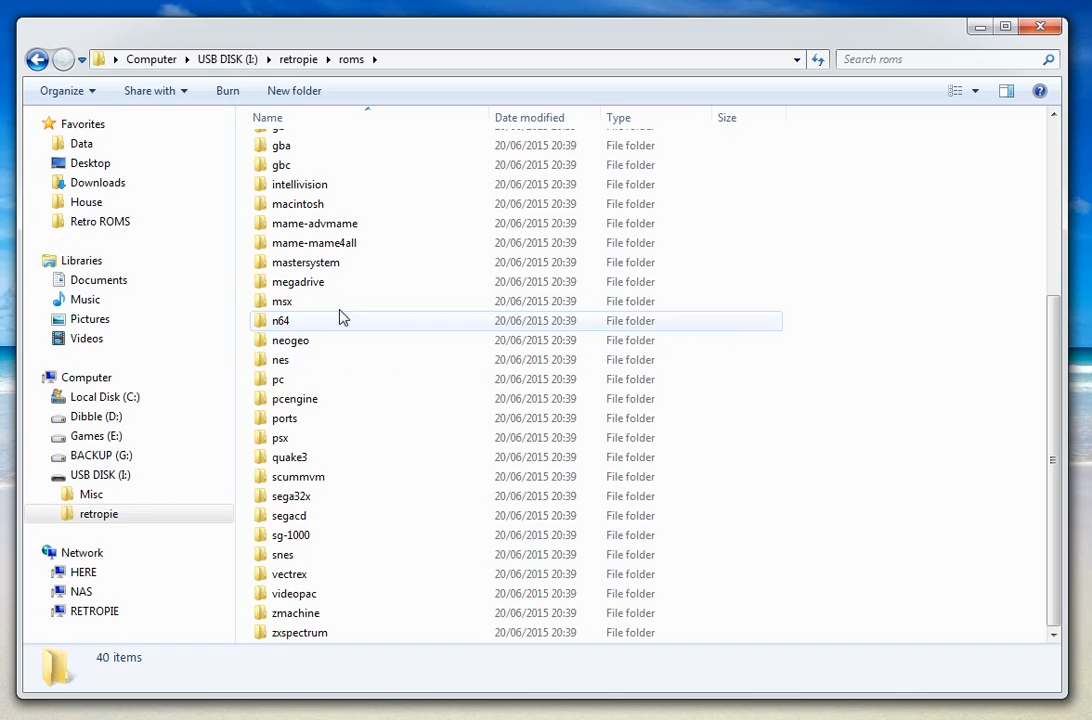 Computer USB DISK (I:) retropie roms Search roms
Organize Share with Burn New folder
Name Date modified Type Size
Favorites
Data
Desktop
Downloads
House
Retro ROMS
Libraries
Documents
Music
Pictures
Videos
Computer
Local Disk (C:)
Dibble (D:)
Games (E:)
BACKUP (G:)
USB DISK (I:)
Misc
retropie
Network
HERE
NAS
RETROPIE
gba 20/06/2015 20:39 File folder
gbc 20/06/2015 20:39 File folder
intellivision 20/06/2015 20:39 File folder
macintosh 20/06/2015 20:39 File folder
mame-advmame 20/06/2015 20:39 File folder
mame-mame4all 20/06/2015 20:39 File folder
mastersystem 20/06/2015 20:39 File folder
megadrive 20/06/2015 20:39 File folder
msx 20/06/2015 20:39 File folder
n64 20/06/2015 20:39 File folder
neogeo 20/06/2015 20:39 File folder
nes 20/06/2015 20:39 File folder
pc 20/06/2015 20:39 File folder
pcengine 20/06/2015 20:39 File folder
ports 20/06/2015 20:39 File folder
psx 20/06/2015 20:39 File folder
quake3 20/06/2015 20:39 File folder
scummvm 20/06/2015 20:39 File folder
sega32x 20/06/2015 20:39 File folder
segacd 20/06/2015 20:39 File folder
sg-1000 20/06/2015 20:39 File folder
snes 20/06/2015 20:39 File folder
vectrex 20/06/2015 20:39 File folder
videopac 20/06/2015 20:39 File folder
zmachine 20/06/2015 20:39 File folder
zxspectrum 20/06/2015 20:39 File folder
40 items